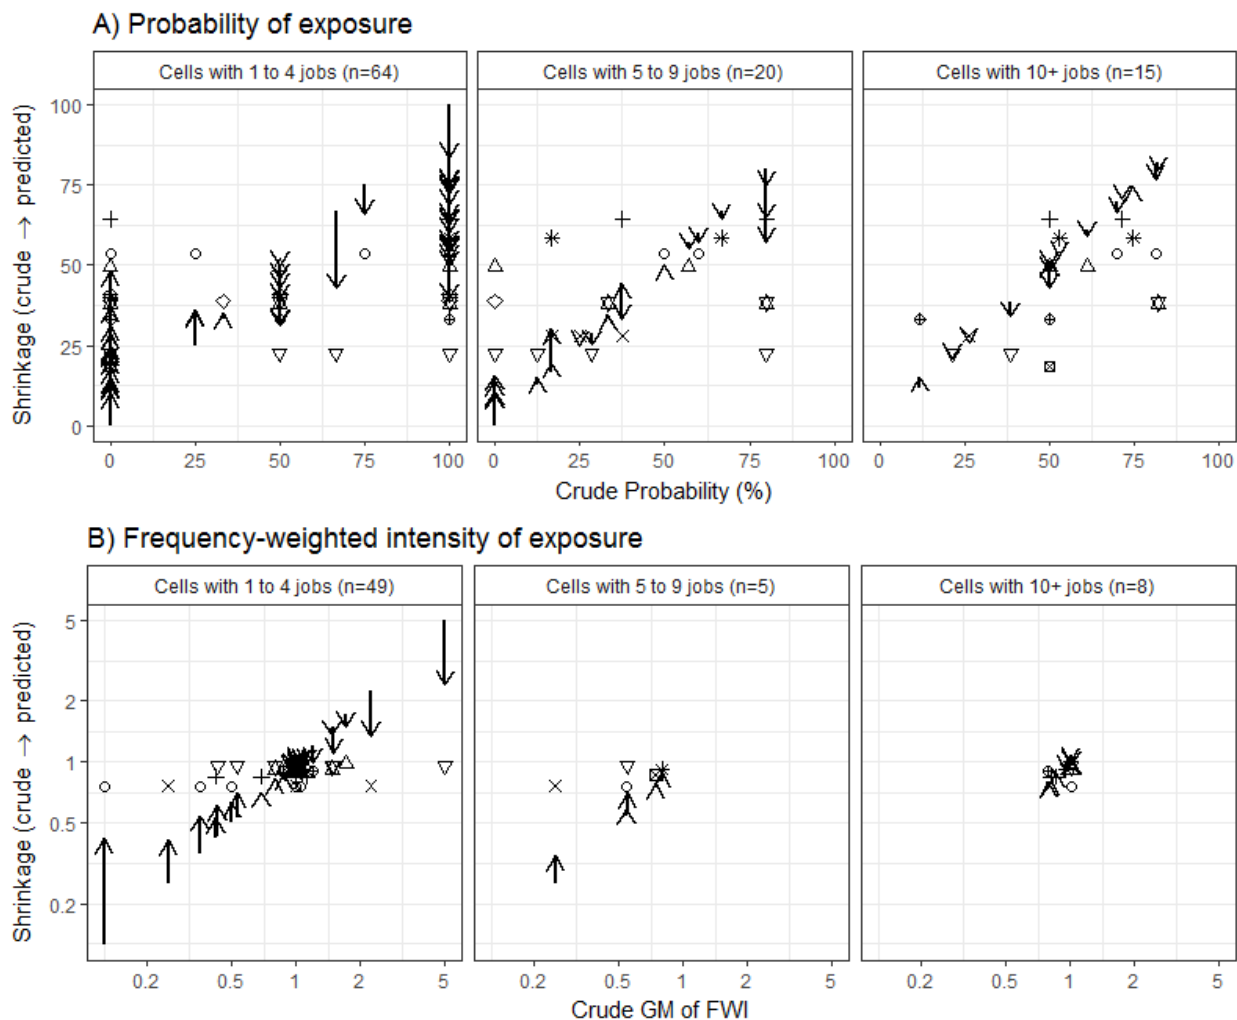 A) Probability of exposure
Cells with 1 to 4 jobs (n=64)
Cells with 5 to 9 jobs (n=20)
Cells with 10+ jobs (n=15)
Shrinkage (crude → predicted)
100
75
50
25
0
0 25 50 75 100
0 25 50 75 100
0 25 50 75 100
Crude Probability (%)
B) Frequency-weighted intensity of exposure
Cells with 1 to 4 jobs (n=49)
Cells with 5 to 9 jobs (n=5)
Cells with 10+ jobs (n=8)
Shrinkage (crude → predicted)
5
2
1
0.5
0.2
0.2 0.5 1 2 5
0.2 0.5 1 2 5
0.2 0.5 1 2 5
Crude GM of FWI